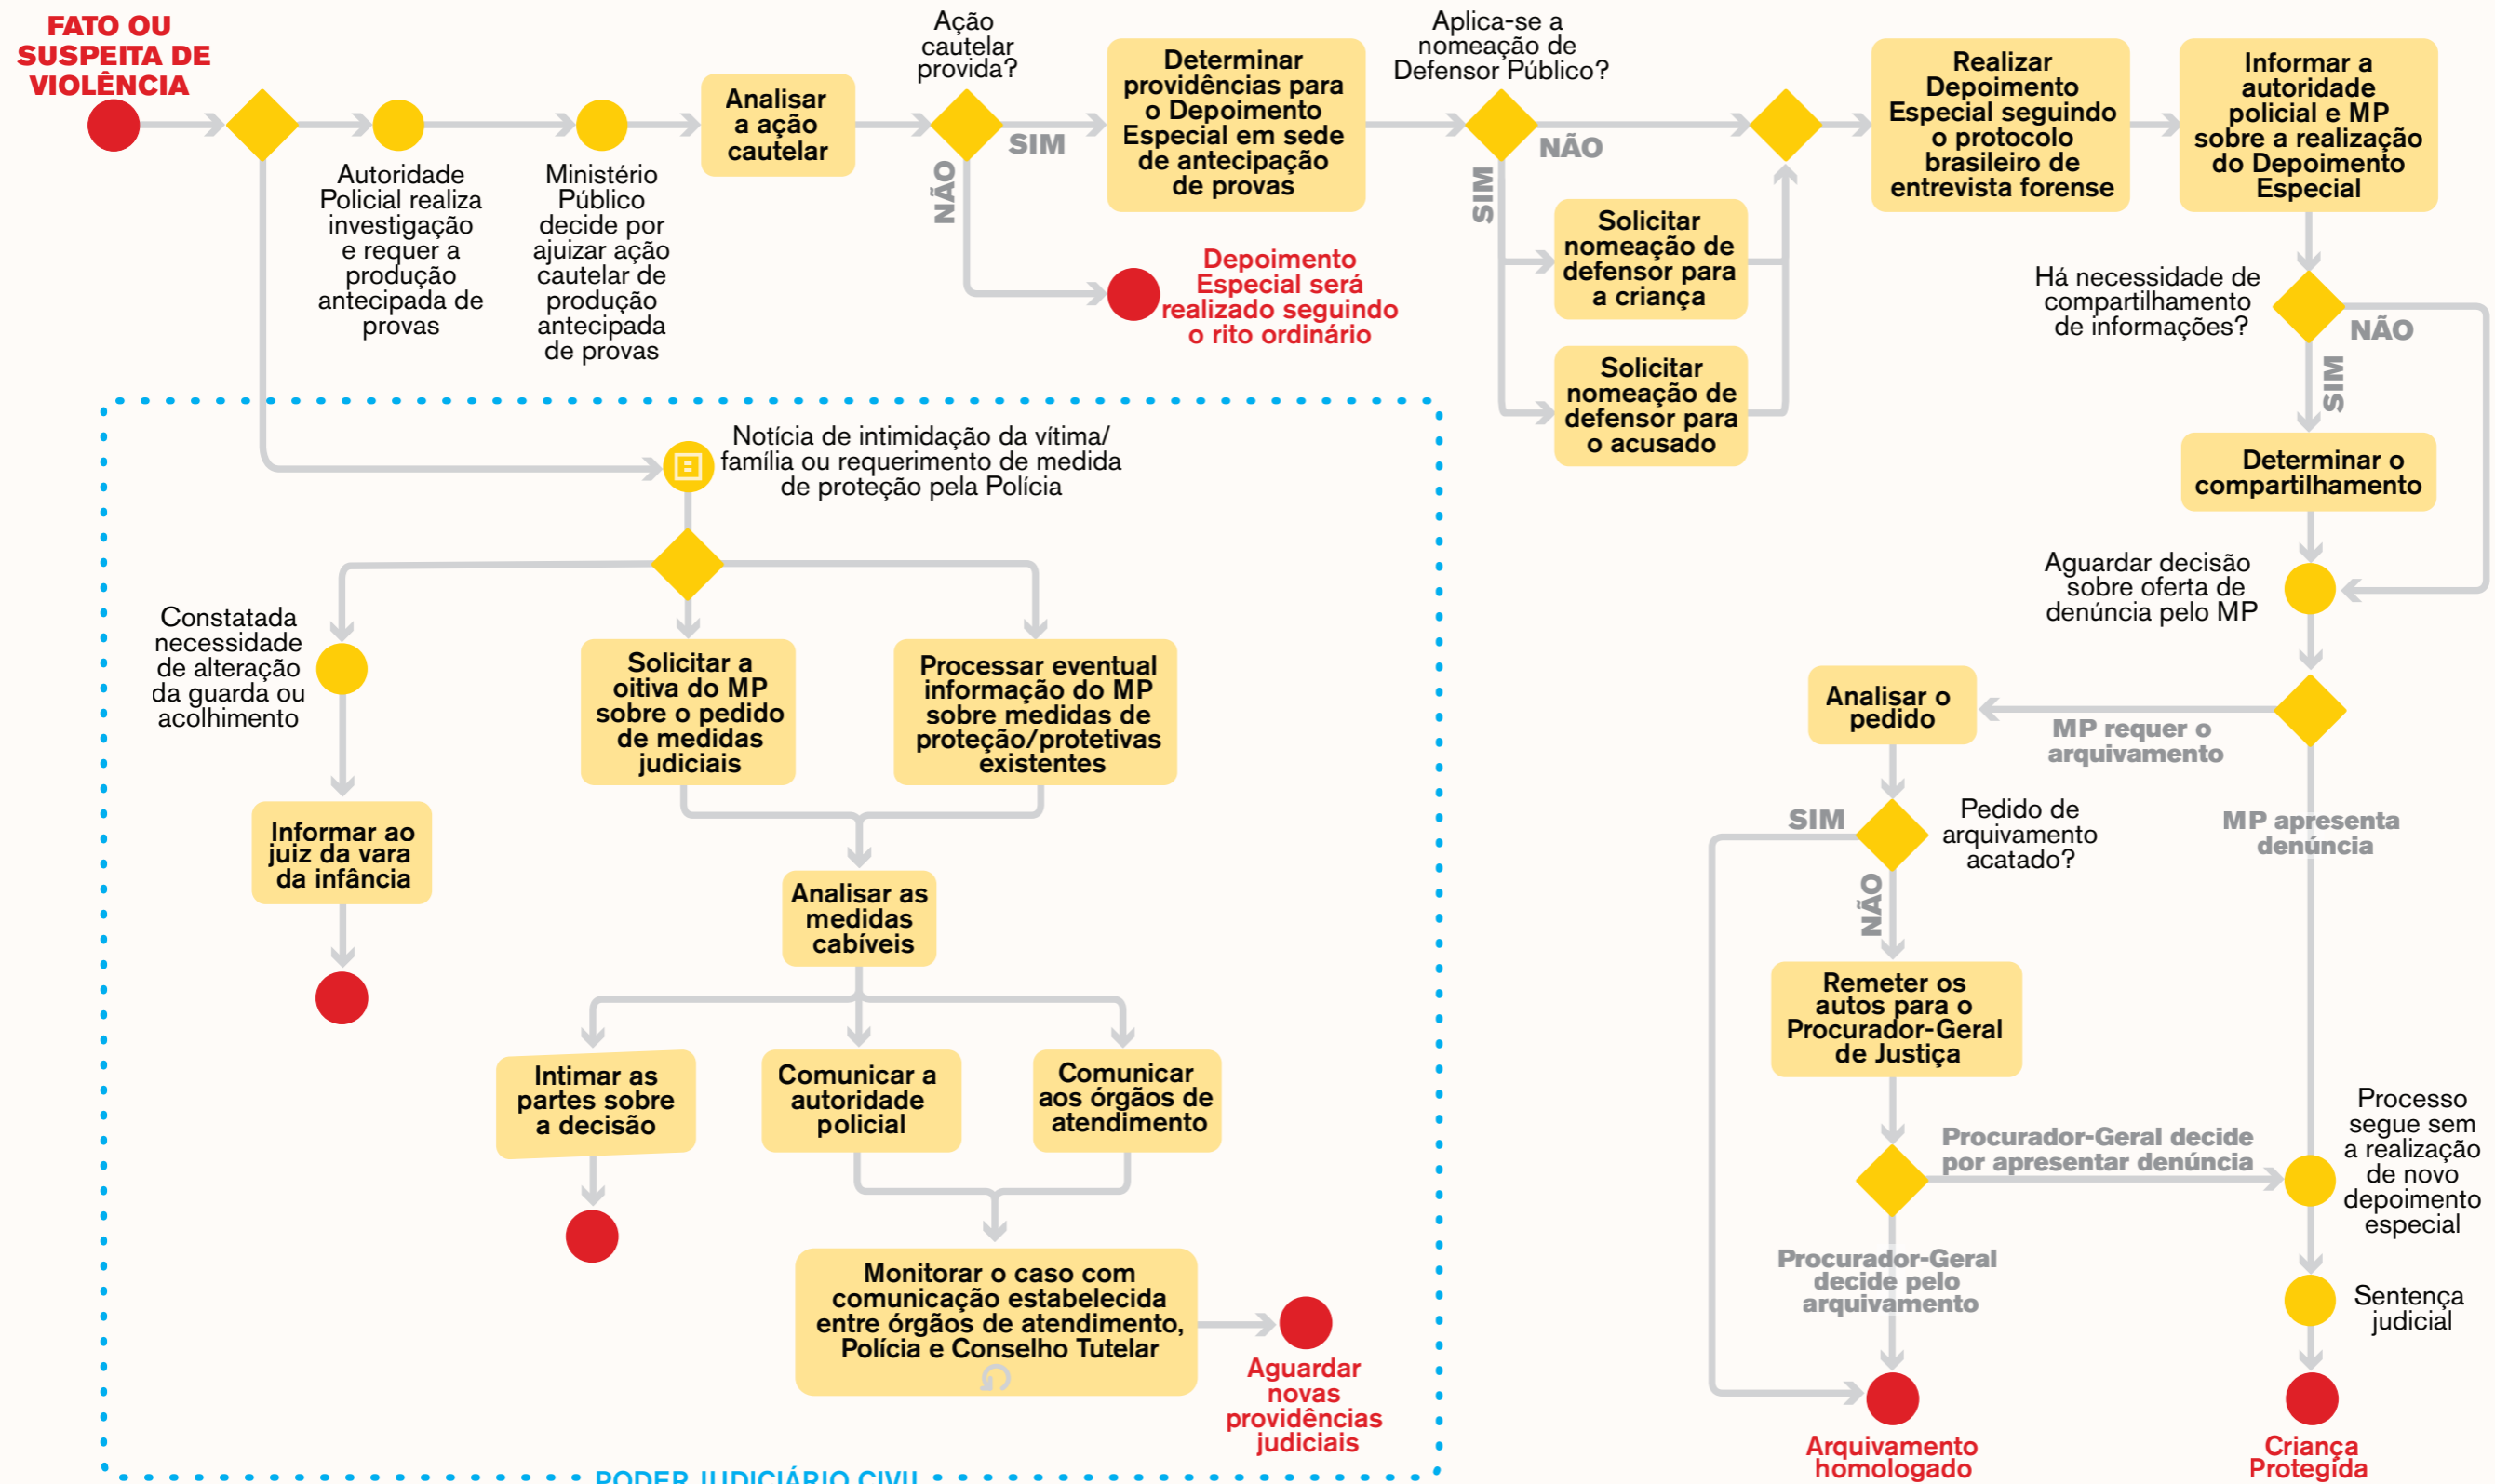 FATO OU
SUSPEITA DE
VIOLÊNCIA
Autoridade
Policial realiza
investigação
e requer a
produção
antecipada de
provas
Ministério
Público
decide por
ajuizar ação
cautelar de
produção
antecipada
de provas
Analisar
a ação
cautelar
Ação
cautelar
provida?
SIM
NÃO
Depoimento
Especial será
realizado seguindo
o rito ordinário
Determinar
providências para
o Depoimento
Especial em sede
de antecipação
de provas
Aplica-se a
nomeação de
Defensor Público?
NÃO
SIM
Solicitar
nomeação de
defensor para
a criança
Solicitar
nomeação de
defensor para
o acusado
Realizar
Depoimento
Especial seguindo
o protocolo
brasileiro de
entrevista forense
Informar a
autoridade
policial e MP
sobre a realização
do Depoimento
Especial
Há necessidade de
compartilhamento
de informações?
NÃO
SIM
Determinar o
compartilhamento
Aguardar decisão
sobre oferta de
denúncia pelo MP
MP requer o
arquivamento
Analisar o
pedido
MP apresenta
denúncia
Pedido de
arquivamento
acatado?
SIM
NÃO
Remeter os
autos para o
Procurador-Geral
de Justiça
Procurador-Geral decide
por apresentar denúncia
Procurador-Geral
decide pelo
arquivamento
Processo
segue sem
a realização
de novo
depoimento
especial
Sentença
judicial
Arquivamento
homologado
Criança
Protegida
Notícia de intimidação da vítima/
família ou requerimento de medida
de proteção pela Polícia
Constatada
necessidade
de alteração
da guarda ou
acolhimento
Informar ao
juiz da vara
da infância
Solicitar a
oitiva do MP
sobre o pedido
de medidas
judiciais
Processar eventual
informação do MP
sobre medidas de
proteção/protetivas
existentes
Analisar as
medidas
cabíveis
Intimar as
partes sobre
a decisão
Comunicar a
autoridade
policial
Comunicar
aos órgãos de
atendimento
Monitorar o caso com
comunicação estabelecida
entre órgãos de atendimento,
Polícia e Conselho Tutelar
Aguardar
novas
providências
judiciais
PODER JUDICIÁRIO CIVIL